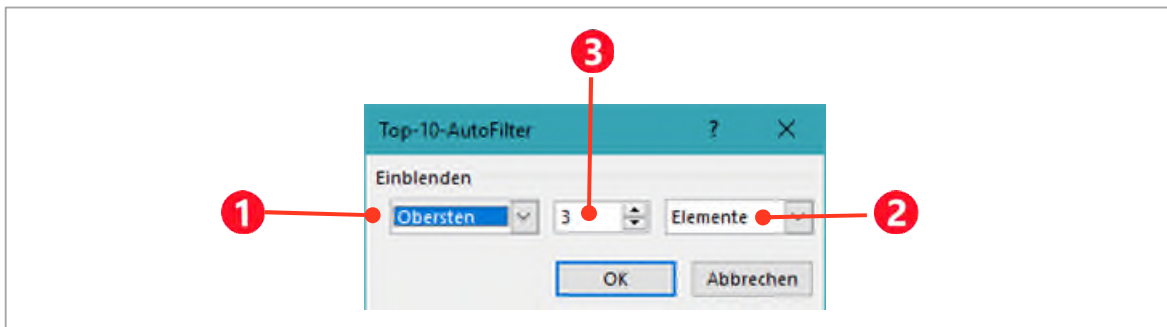 3
Top-10-AutoFilter ? ×
Einblenden
1 Obersten 3 Elemente 2
OK Abbrechen